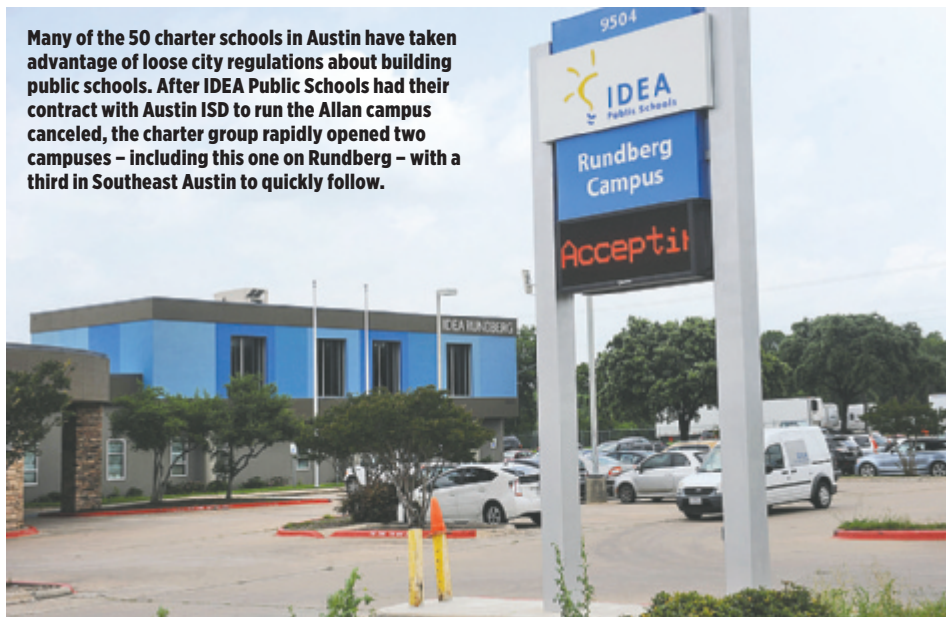 Many of the 50 charter schools in Austin have taken
advantage of loose city regulations about building
public schools. After IDEA Public Schools had their
contract with Austin ISD to run the Allan campus
canceled, the charter group rapidly opened two
campuses – including this one on Rundberg – with a
third in Southeast Austin to quickly follow.
9504
IDEA
Public Schools
Rundberg
Campus
IDEA RUNDBERG